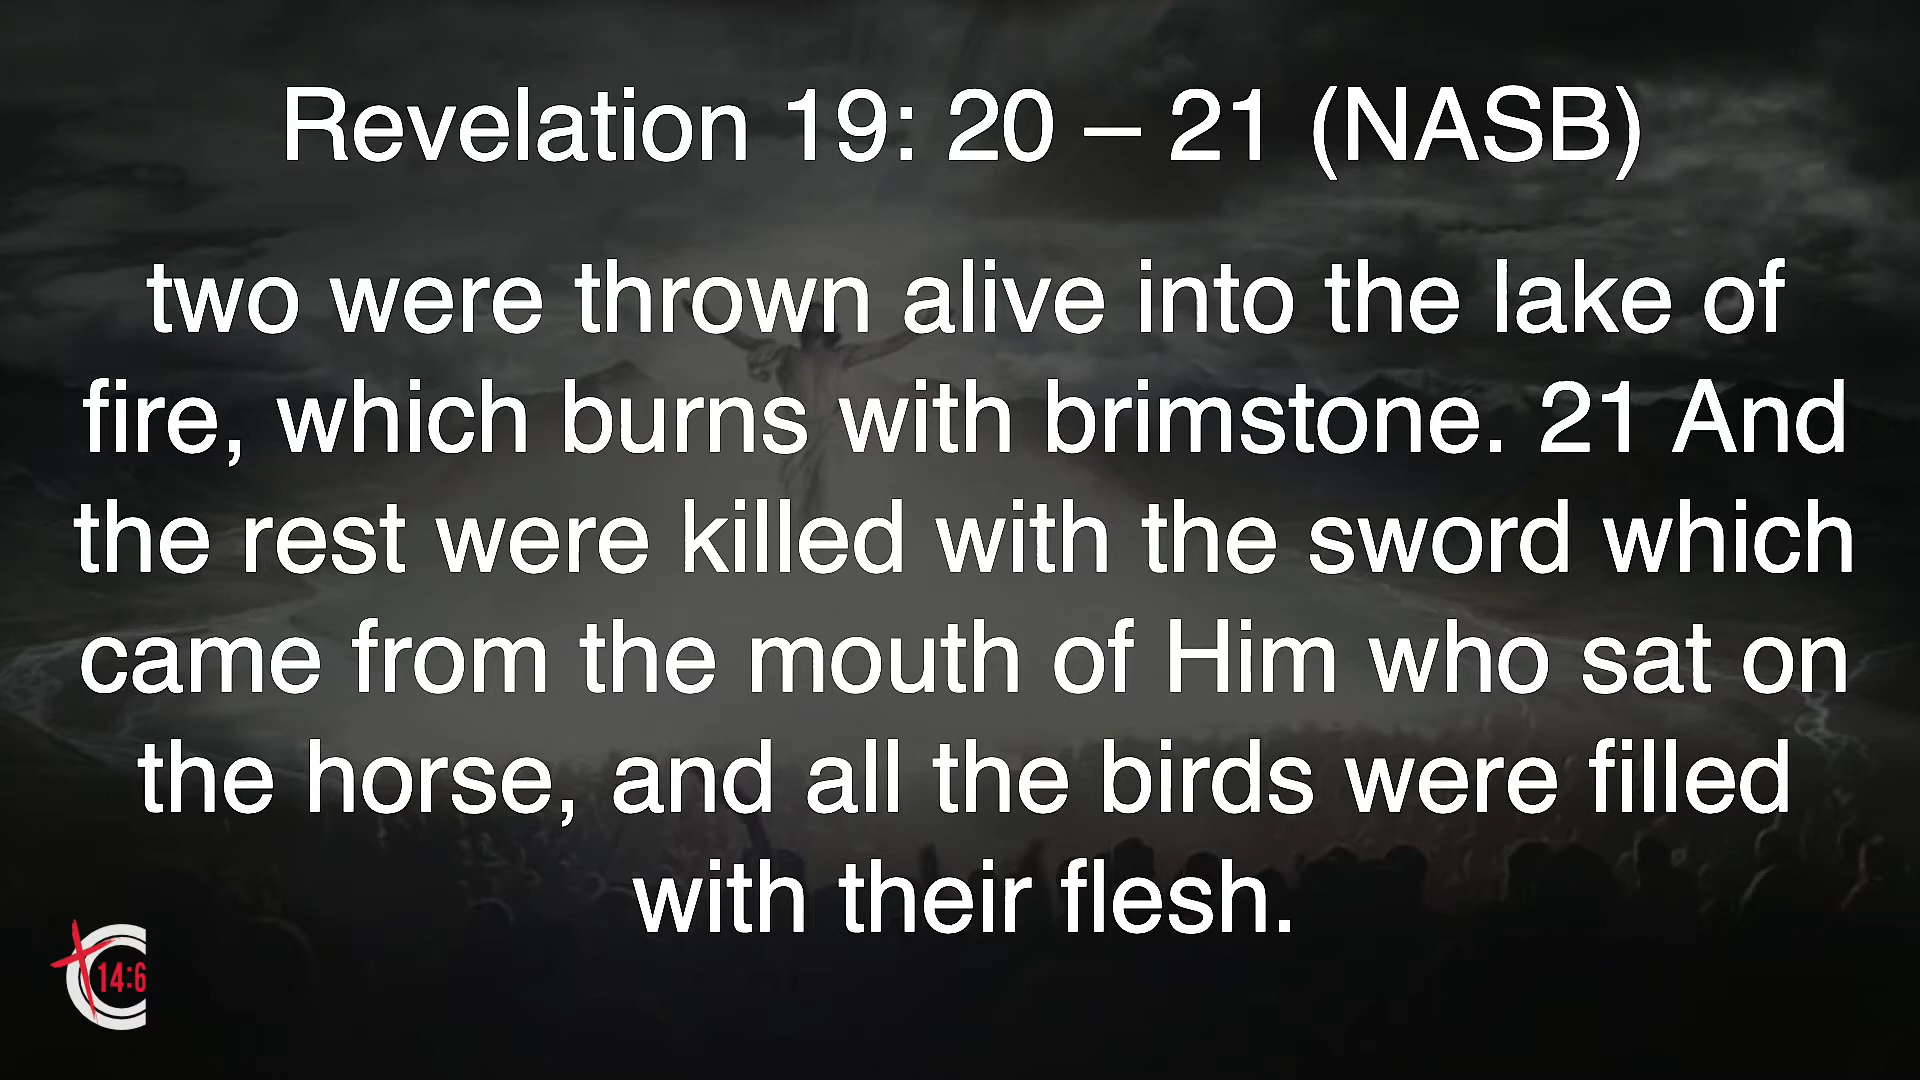 Revelation 19: 20 – 21 (NASB)
two were thrown alive into the lake of
fire, which burns with brimstone. 21 And
the rest were killed with the sword which
came from the mouth of Him who sat on
the horse, and all the birds were filled
with their flesh.
14:6